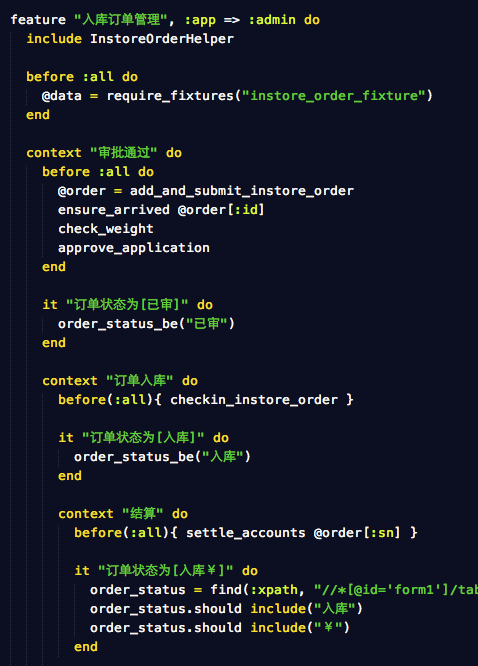 feature "入库订单管理", :app => :admin do
include InstoreOrderHelper
before :all do
@data = require_fixtures("instore_order_fixture")
end
context "审批通过" do
before :all do
@order = add_and_submit_instore_order
ensure_arrived @order[:id]
check_weight
approve_application
end
it "订单状态为[已审]" do
order_status_be("已审")
end
context "订单入库" do
before(:all){ checkin_instore_order }
it "订单状态为[入库]" do
order_status_be("入库")
end
context "结算" do
before(:all){ settle_accounts @order[:sn] }
it "订单状态为[入库￥]" do
order_status = find(:xpath, "//*[@id='form1']/tab
order_status.should include("入库")
order_status.should include("￥")
end